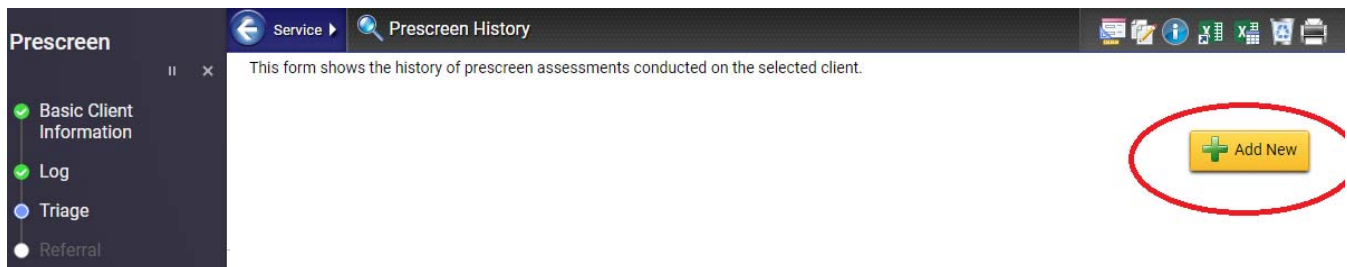 Prescreen
Basic Client
Information
Log
Triage
Referral
Service
Prescreen History
This form shows the history of prescreen assessments conducted on the selected client.
Add New